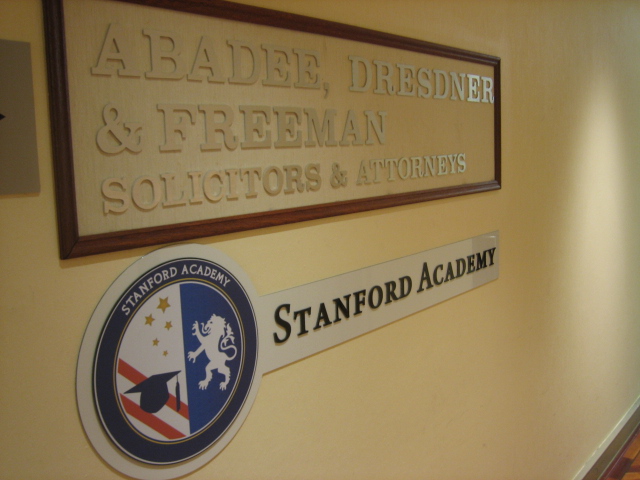 ABADEE, DRESDNER
& FREEMAN
SOLICITORS & ATTORNEYS
STANFORD ACADEMY
STANFORD ACADEMY